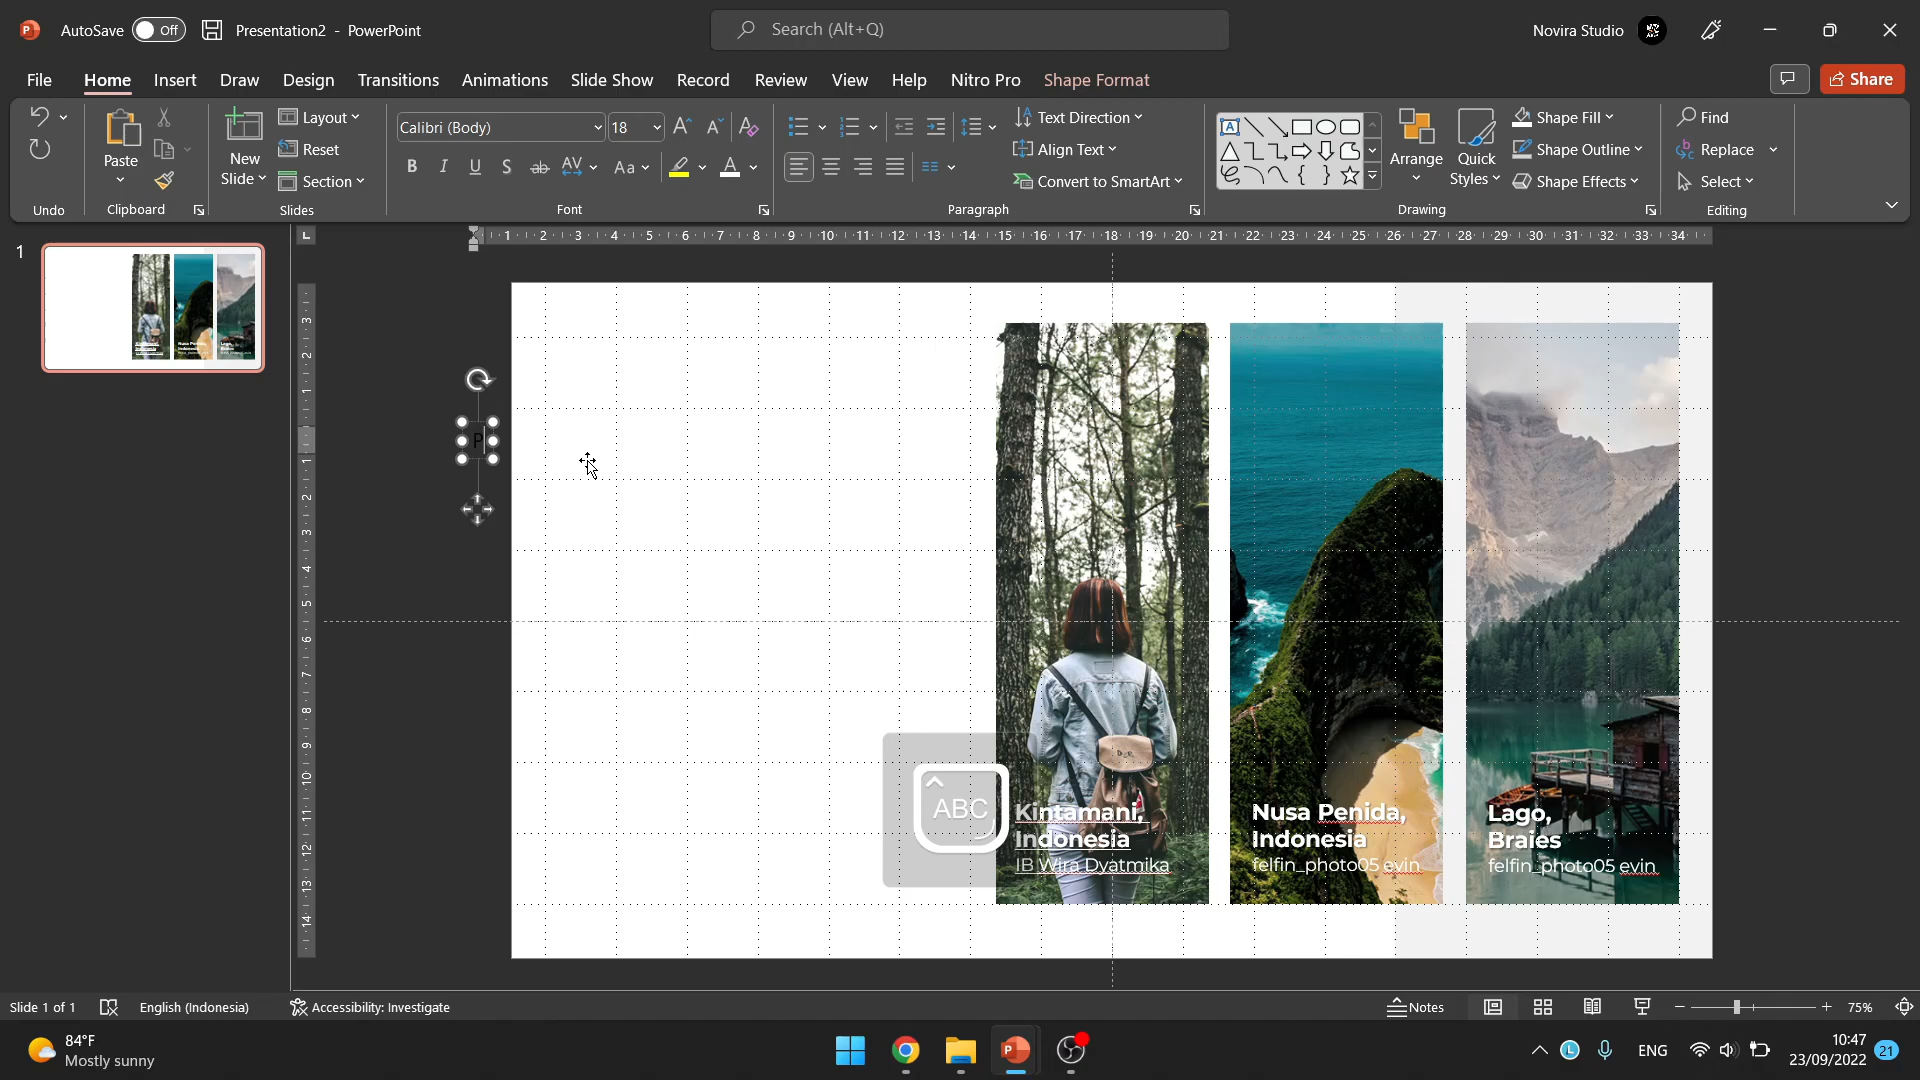 AutoSave Off Presentation2 - PowerPoint Search (Alt+Q) Novira Studio
File Home Insert Draw Design Transitions Animations Slide Show Record Review View Help Nitro Pro Shape Format Share
Paste
New
Slide
Layout
Reset
Section
Calibri (Body) 18
Text Direction
Align Text
Convert to SmartArt
Arrange
Quick
Styles
Shape Fill
Shape Outline
Shape Effects
Find
Replace
Select
Undo Clipboard Slides Font Paragraph Drawing Editing
1
P
ABC
Kintamani,
Indonesia
IB Wira Dyatmika
Nusa Penida,
Indonesia
felfin_photo05 evin
Lago,
Braies
felfin_photo05 evin
Slide 1 of 1 English (Indonesia) Accessibility: Investigate Notes 75%
84°F
Mostly sunny
ENG
10:47
23/09/2022
21